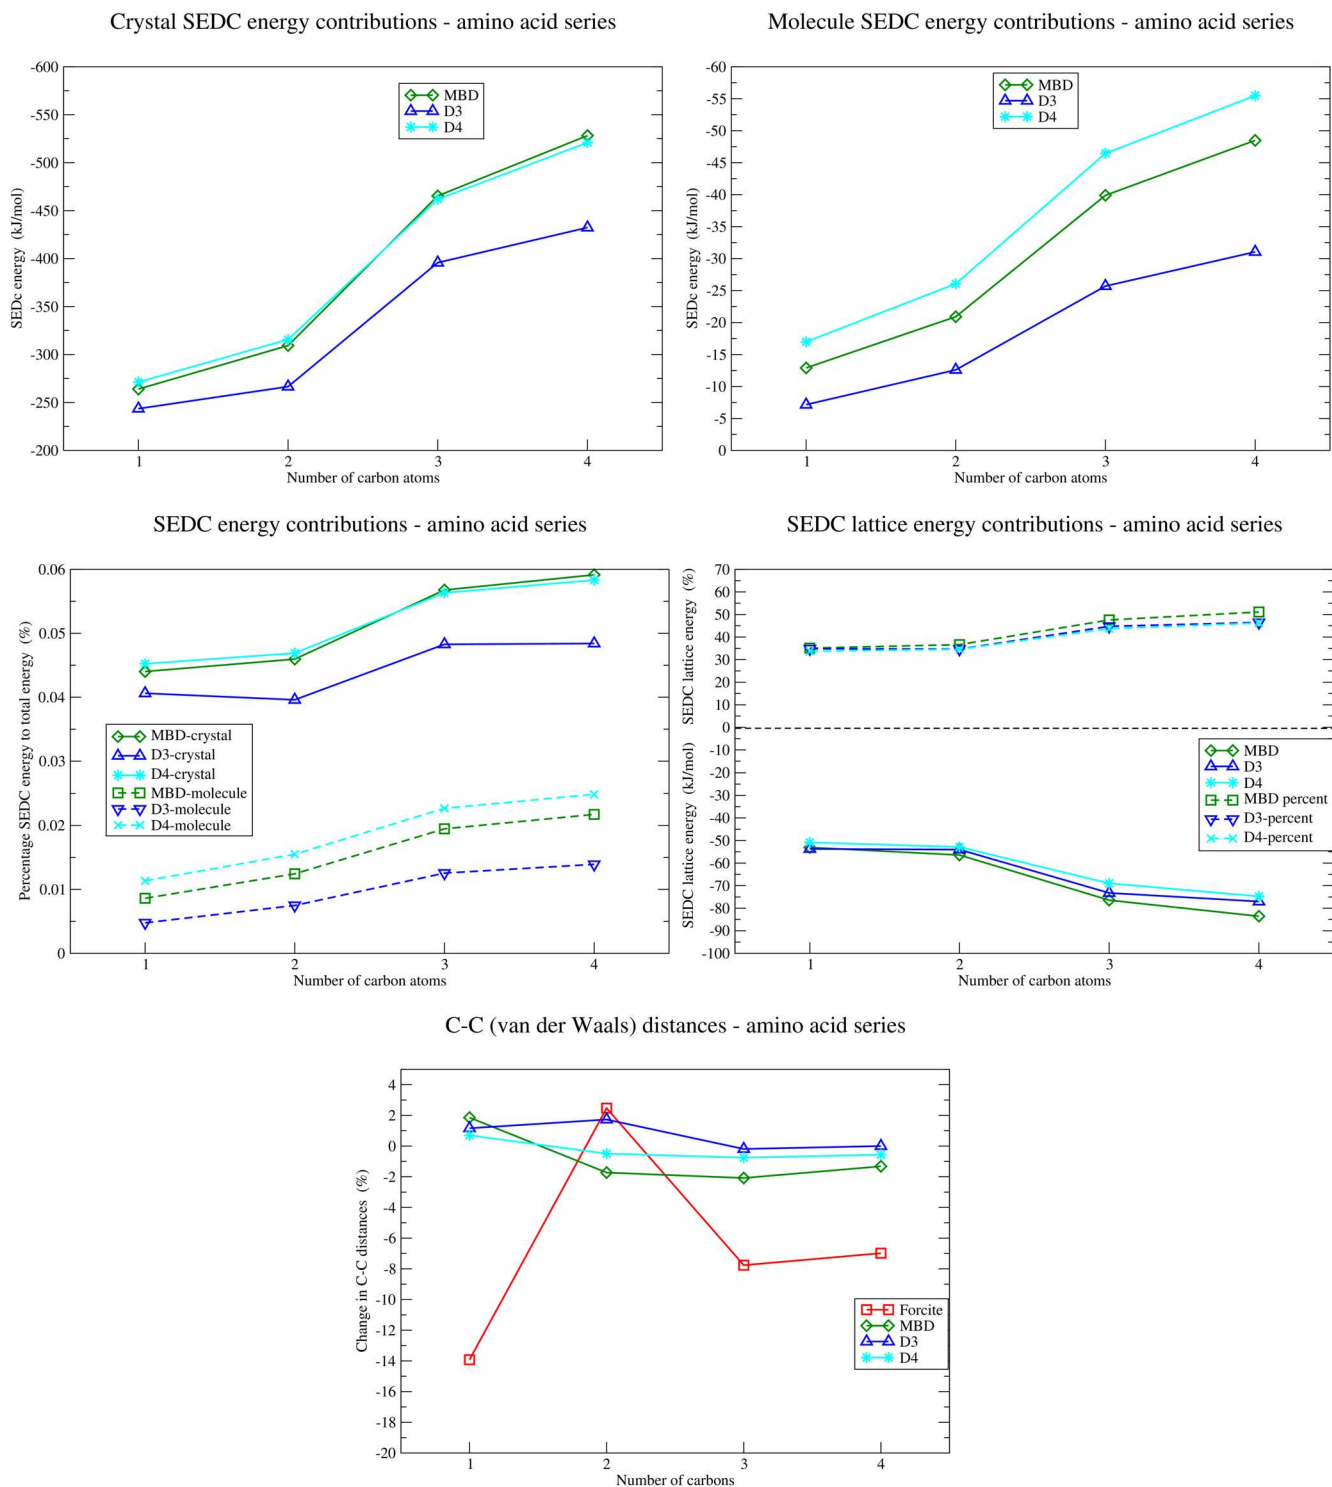 Crystal SEDC energy contributions - amino acid series
-600
-550
-500
-450
-400
-350
-300
-250
-200
SEDc energy (kJ/mol)
MBD
D3
D4
1 2 3 4
Number of carbon atoms
Molecule SEDC energy contributions - amino acid series
-60
-55
-50
-45
-40
-35
-30
-25
-20
-15
-10
-5
0
SEDc energy (kJ/mol)
MBD
D3
D4
1 2 3 4
Number of carbon atoms
SEDC energy contributions - amino acid series
0.06
0.05
0.04
0.03
0.02
0.01
0
Percentage SEDC energy to total energy (%)
MBD-crystal
D3-crystal
D4-crystal
MBD-molecule
D3-molecule
D4-molecule
1 2 3 4
Number of carbon atoms
SEDC lattice energy contributions - amino acid series
70
60
50
40
30
20
10
0
-10
-20
-30
-40
-50
-60
-70
-80
-90
-100
SEDC lattice energy (%)
SEDC lattice energy (kJ/mol)
MBD
D3
D4
MBD percent
D3-percent
D4-percent
1 2 3 4
Number of carbon atoms
C-C (van der Waals) distances - amino acid series
4
2
0
-2
-4
-6
-8
-10
-12
-14
-16
-18
-20
Change in C-C distances (%)
Forcite
MBD
D3
D4
1 2 3 4
Number of carbons